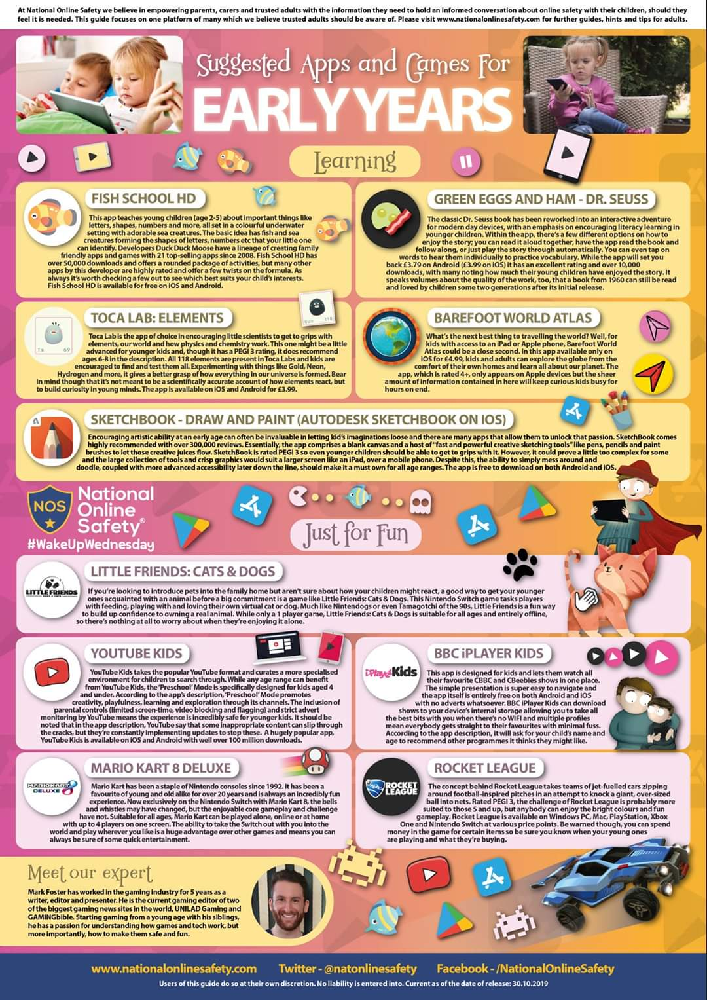 At National Online Safety we believe in empowering parents, carers and trusted adults with the information they need to hold an informed conversation about online safety with their children, should they
feel it is needed. This guide focuses on one platform of many which we believe trusted adults should be aware of. Please visit www.nationalonlinesafety.com for further guides, hints and tips for adults.
Suggested Apps and Games For
EARLY YEARS
Learning
FISH SCHOOL HD
This app teaches young children (age 2-5) about important things like
letters, shapes, numbers and more, all set in a colourful underwater
setting with adorable sea creatures. The basic idea has fish and sea
creatures forming the shapes of letters, numbers etc that your little one
can identify. Developers Duck Duck Moose have a lineage of creating family
friendly apps and games with 21 top-selling apps since 2008. Fish School HD has
over 50,000 downloads and offers a rounded package of activities, but many other
apps by this developer are highly rated and offer a few twists on the formula. As
always it's worth checking a few out to see which best suits your child's interests.
Fish School HD is available for free on iOS and Android.
GREEN EGGS AND HAM - DR. SEUSS
The classic Dr. Seuss book has been reworked into an interactive adventure
for modern day devices, with an emphasis on encouraging literacy learning in
younger children. Within the app, there's a few different options on how to
enjoy the story; you can read it aloud together, have the app read the book and
follow along, or just play the story through automatically. You can even tap on
words to hear them individually to practice vocabulary. While the app will set you
back £3.79 on Android (£3.99 on iOS) it has an excellent rating and over 10,000
downloads, with many noting how much their young children have enjoyed the story. It
speaks volumes about the quality of the work, too, that a book from 1960 can still be read
and loved by children some two generations after its initial release.
TOCA LAB: ELEMENTS
Tm 69
118
Toca Lab is the app of choice in encouraging little scientists to get to grips with
elements, our world and how physics and chemistry work. This one might be a little
advanced for younger kids and, though it has a PEGI 3 rating, it does recommend
ages 6-8 in the description. All 118 elements are present in Toca Labs and kids are
encouraged to find and test them all. Experimenting with things like Gold, Neon,
Hydrogen and more, it gives a better grasp of how everything in our universe is formed. Bear
in mind though that it's not meant to be a scientifically accurate account of how elements react, but
to build curiosity in young minds. The app is available on iOS and Android for £3.99.
BAREFOOT WORLD ATLAS
What's the next best thing to travelling the world? Well, for
kids with access to an iPad or Apple phone, Barefoot World
Atlas could be a close second. In this app available only on
iOS for £4.99, kids and adults can explore the globe from the
comfort of their own homes and learn all about our planet. The
app, which is rated 4+, only appears on Apple devices but the sheer
amount of information contained in here will keep curious kids busy for
hours on end.
SKETCHBOOK - DRAW AND PAINT (AUTODESK SKETCHBOOK ON IOS)
Encouraging artistic ability at an early age can often be invaluable in letting kid's imaginations loose and there are many apps that allow them to unlock that passion. SketchBook comes
highly recommended with over 300,000 reviews. Essentially, the app comprises a blank canvas and a host of "fast and powerful creative sketching tools" like pens, pencils and paint
brushes to let those creative juices flow. SketchBook is rated PEGI 3 so even younger children should be able to get to grips with it. However, it could prove a little too complex for some
and the large collection of tools and crisp graphics would suit a larger screen like an iPad, over a mobile phone. Despite this, the ability to simply mess around and
doodle, coupled with more advanced accessibility later down the line, should make it a must own for all age ranges. The app is free to download on both Android and iOS.
NOS
National
Online
Safety®
#WakeUpWednesday
Just for Fun
LITTLE FRIENDS
DOGS & CATS
LITTLE FRIENDS: CATS & DOGS
If you're looking to introduce pets into the family home but aren't sure about how your children might react, a good way to get your younger
ones acquainted with an animal before a big commitment is a game like Little Friends: Cats & Dogs. This Nintendo Switch game tasks players
with feeding, playing with and loving their own virtual cat or dog. Much like Nintendogs or even Tamagotchi of the 90s, Little Friends is a fun way
to build up confidence to owning a real animal. While only a 1 player game, Little Friends: Cats & Dogs is suitable for all ages and entirely offline,
so there's nothing at all to worry about when they're enjoying it alone.
YOUTUBE KIDS
YouTube Kids takes the popular YouTube format and curates a more specialised
environment for children to search through. While any age range can benefit
from YouTube Kids, the 'Preschool' Mode is specifically designed for kids aged 4
and under. According to the app's description, 'Preschool' Mode promotes
creativity, playfulness, learning and exploration through its channels. The inclusion of
parental controls (limited screen-time, video blocking and flagging) and strict advert
monitoring by YouTube means the experience is incredibly safe for younger kids. It should be
noted that in the app description, YouTube say that some inappropriate content can slip through
the cracks, but they're constantly implementing updates to stop these. A hugely popular app,
YouTube Kids is available on iOS and Android with well over 100 million downloads.
iPlayer Kids
BBC iPLAYER KIDS
This app is designed for kids and lets them watch all
their favourite CBBC and CBeebies shows in one place.
The simple presentation is super easy to navigate and
the app itself is entirely free on both Android and iOS
with no adverts whatsoever. BBC iPlayer Kids can download
shows to your device's internal storage allowing you to take all
the best bits with you when there's no WIFI and multiple profiles
mean everybody gets straight to their favourites with minimal fuss.
According to the app description, it will ask for your child's name and
age to recommend other programmes it thinks they might like.
MARIOKART 8
DELUXE
MARIO KART 8 DELUXE
Mario Kart has been a staple of Nintendo consoles since 1992. It has been a
favourite of young and old alike for over 20 years and is always an incredibly fun
experience. Now exclusively on the Nintendo Switch with Mario Kart 8, the bells
and whistles may have changed, but the enjoyable core gameplay and challenge
have not. Suitable for all ages, Mario Kart can be played alone, online or at home
with up to 4 players on one screen. The ability to take the Switch out with you into the
world and play wherever you like is a huge advantage over other games and means you can
always be sure of some quick entertainment.
ROCKET
LEAGUE
ROCKET LEAGUE
The concept behind Rocket League takes teams of jet-fuelled cars zipping
around football-inspired pitches in an attempt to knock a giant, over-sized
ball into nets. Rated PEGI 3, the challenge of Rocket League is probably more
suited to those 5 and up, but anybody can enjoy the bright colours and fun
gameplay. Rocket League is available on Windows PC, Mac, PlayStation, Xbox
One and Nintendo Switch at various price points. Be warned though, you can spend
money in the game for certain items so be sure you know when your young ones
are playing and what they're buying.
Meet our expert
Mark Foster has worked in the gaming industry for 5 years as a
writer, editor and presenter. He is the current gaming editor of two
of the biggest gaming news sites in the world, UNILAD Gaming and
GAMINGbible. Starting gaming from a young age with his siblings,
he has a passion for understanding how games and tech work, but
more importantly, how to make them safe and fun.
www.nationalonlinesafety.com Twitter - @natonlinesafety Facebook - /NationalOnlineSafety
Users of this guide do so at their own discretion. No liability is entered into. Current as of the date of release: 30.10.2019